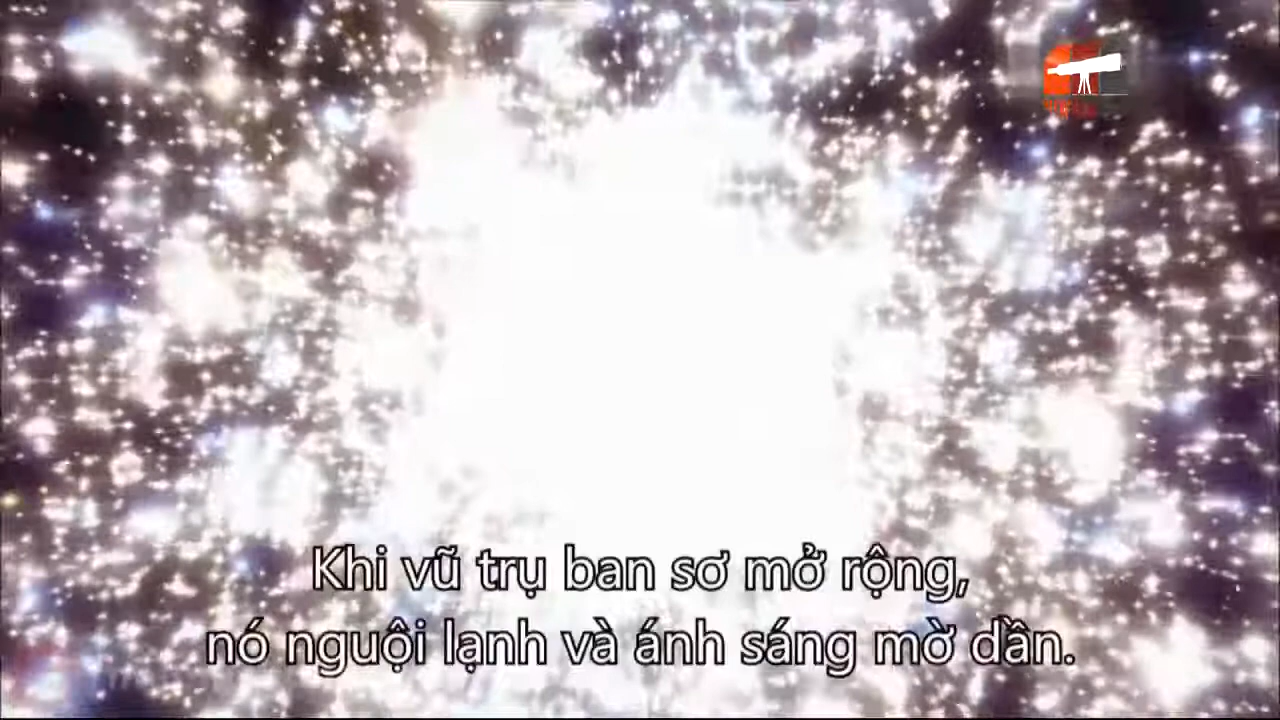 Khi vũ trụ ban sơ mở rộng,
nó nguội lạnh và ánh sáng mờ dần.